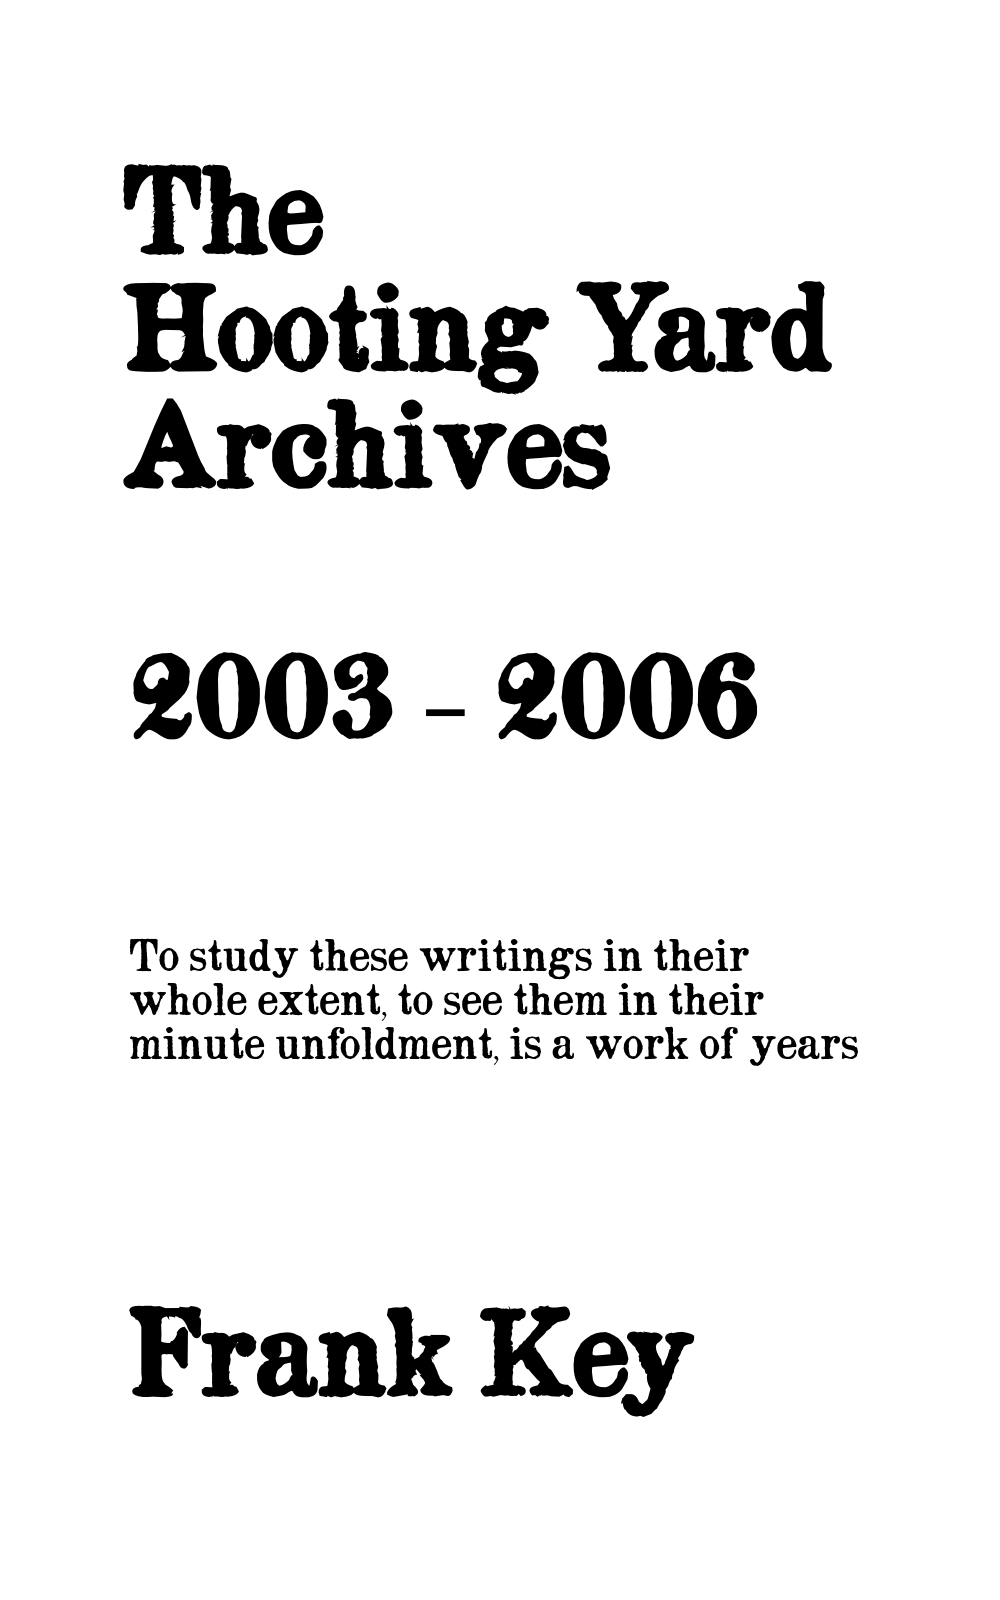 The
Hooting Yard
Archives
2003 – 2006
To study these writings in their
whole extent, to see them in their
minute unfoldment, is a work of years
Frank Key